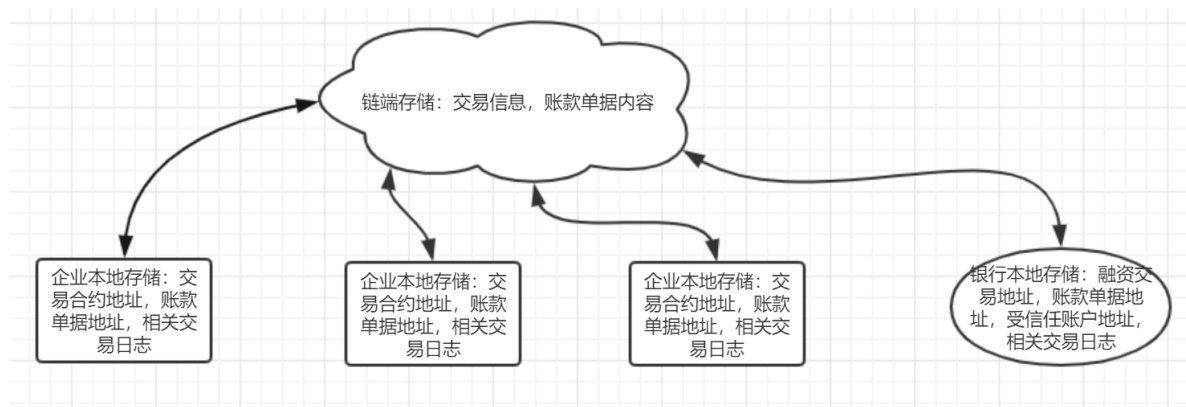 链端存储：交易信息，账款单据内容
企业本地存储：交
易合约地址，账款
单据地址，相关交
易日志
企业本地存储：交
易合约地址，账款
单据地址，相关交
易日志
企业本地存储：交
易合约地址，账款
单据地址，相关交
易日志
银行本地存储：融资交
易地址，账款单据地
址，受信任账户地址，
相关交易日志